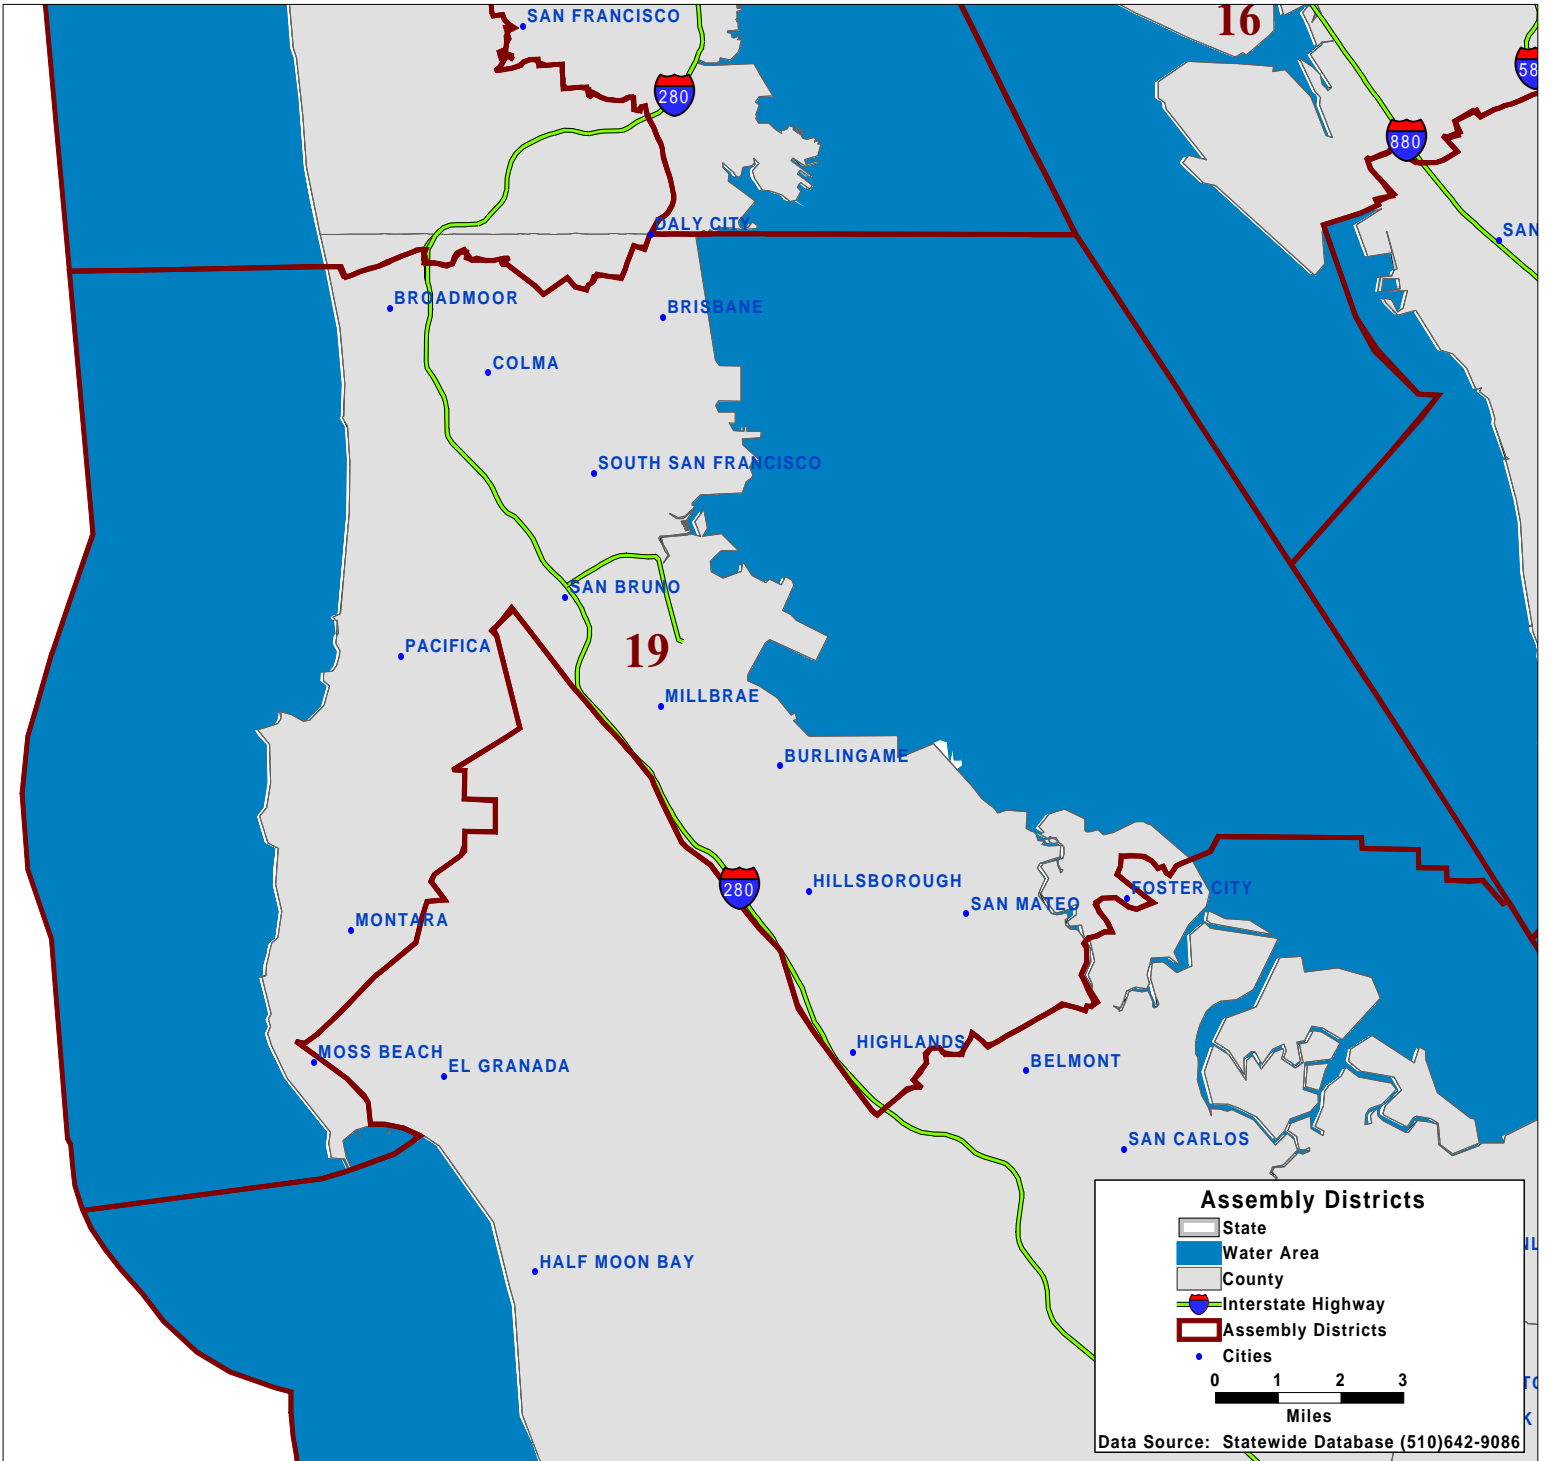 SAN FRANCISCO
16
58
280
880
DALY CITY
SAN
BROADMOOR
BRISBANE
COLMA
SOUTH SAN FRANCISCO
SAN BRUNO
PACIFICA
19
MILLBRAE
BURLINGAME
280
HILLSBOROUGH
FOSTER CITY
SAN MATEO
MONTARA
HIGHLANDS
MOSS BEACH
EL GRANADA
BELMONT
SAN CARLOS
HALF MOON BAY
Assembly Districts
State
Water Area
County
Interstate Highway
Assembly Districts
Cities
0 1 2 3
Miles
Data Source: Statewide Database (510)642-9086